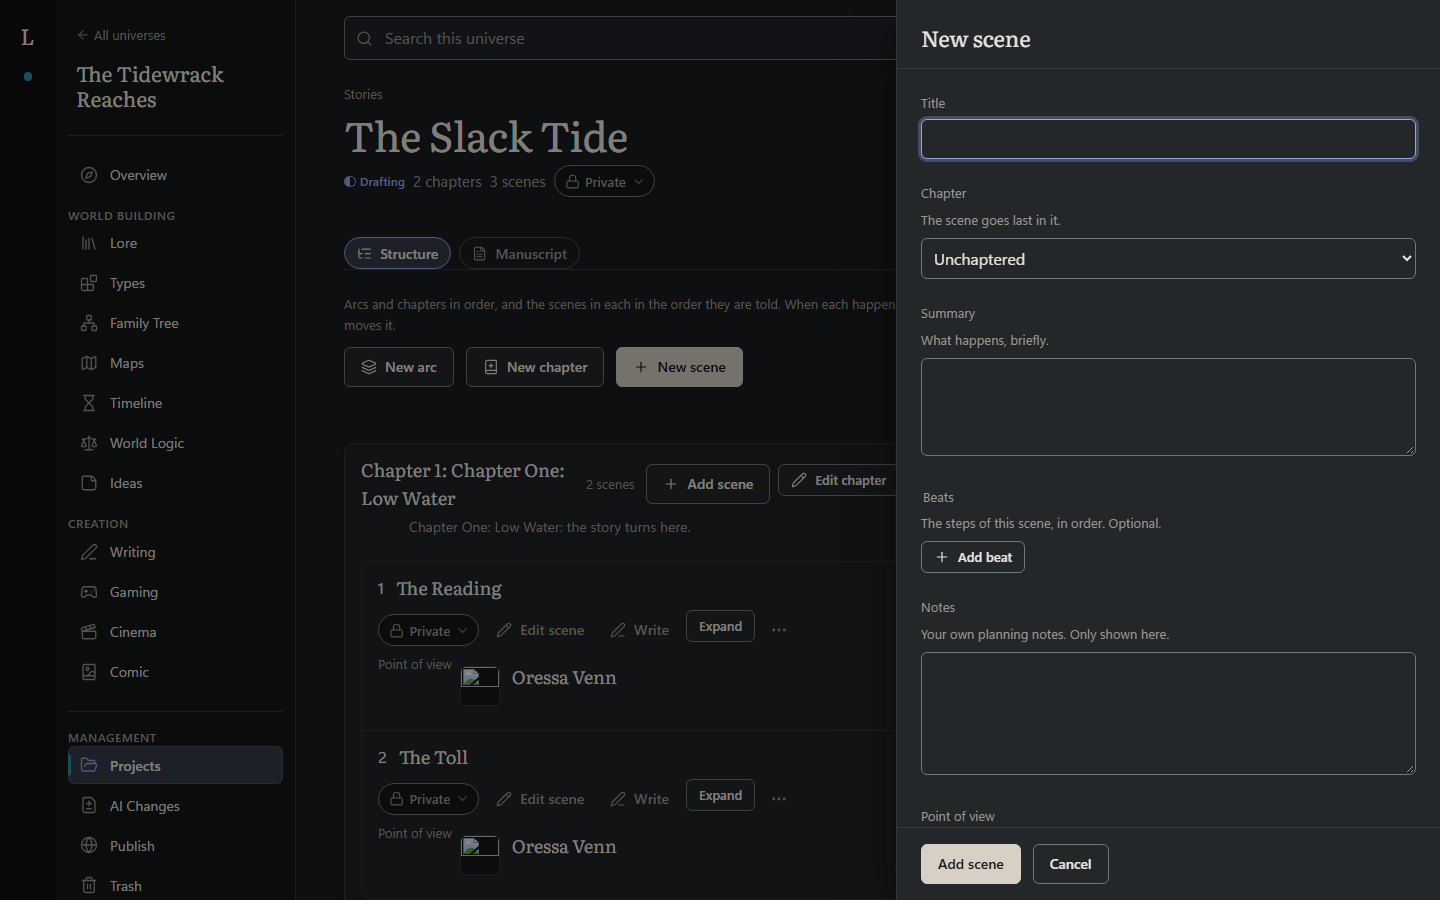 L
All universes
The Tidewrack
Reaches
Overview
WORLD BUILDING
Lore
Types
Family Tree
Maps
Timeline
World Logic
Ideas
CREATION
Writing
Gaming
Cinema
Comic
MANAGEMENT
Projects
AI Changes
Publish
Trash
Search this universe
Stories
The Slack Tide
Drafting 2 chapters 3 scenes Private
Structure Manuscript
Arcs and chapters in order, and the scenes in each in the order they are told. When each happen
moves it.
New arc New chapter New scene
Chapter 1: Chapter One:
Low Water
2 scenes Add scene Edit chapter
Chapter One: Low Water: the story turns here.
1 The Reading
Private Edit scene Write Expand ...
Point of view Oressa Venn
2 The Toll
Private Edit scene Write Expand ...
Point of view Oressa Venn
New scene
Title
Chapter
The scene goes last in it.
Unchaptered
Summary
What happens, briefly.
Beats
The steps of this scene, in order. Optional.
Add beat
Notes
Your own planning notes. Only shown here.
Point of view
Add scene Cancel